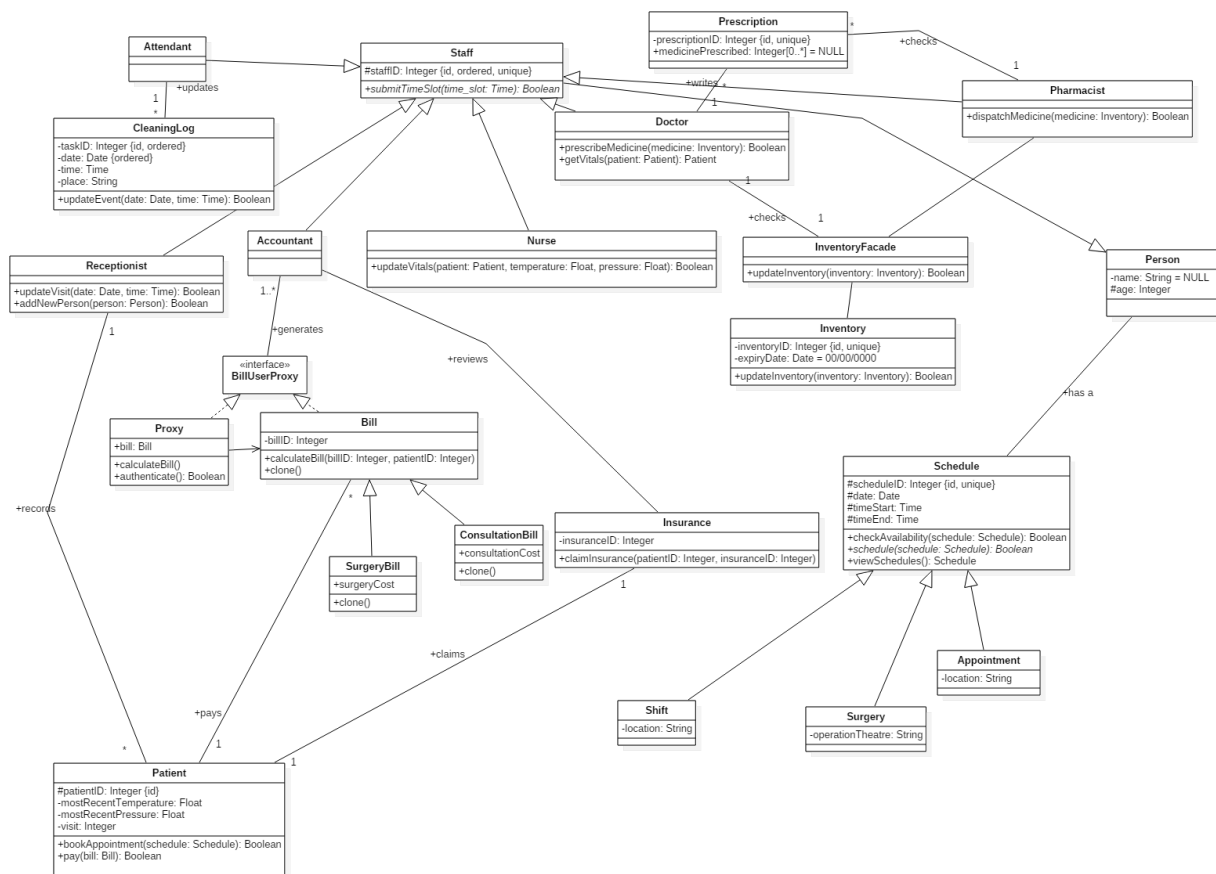 Prescription
-prescriptionID: Integer {id, unique}
+medicinePrescribed: Integer[0..*] = NULL
*
+checks
1
Attendant
+updates
1
*
Staff
#staffID: Integer {id, ordered, unique}
+submitTimeSlot(time_slot: Time): Boolean
+writes
*
1
Pharmacist
+dispatchMedicine(medicine: Inventory): Boolean
CleaningLog
-taskID: Integer {id, ordered}
-date: Date {ordered}
-time: Time
-place: String
+updateEvent(date: Date, time: Time): Boolean
Doctor
+prescribeMedicine(medicine: Inventory): Boolean
+getVitals(patient: Patient): Patient
1
+checks
1
Accountant
Nurse
+updateVitals(patient: Patient, temperature: Float, pressure: Float): Boolean
InventoryFacade
+updateInventory(inventory: Inventory): Boolean
Person
-name: String = NULL
#age: Integer
Receptionist
+updateVisit(date: Date, time: Time): Boolean
+addNewPerson(person: Person): Boolean
1
1..*
+generates
+reviews
Inventory
-inventoryID: Integer {id, unique}
-expiryDate: Date = 00/00/0000
+updateInventory(inventory: Inventory): Boolean
+has a
«interface»
BillUserProxy
Proxy
+bill: Bill
+calculateBill()
+authenticate(): Boolean
Bill
-billID: Integer
+calculateBill(billID: Integer, patientID: Integer)
+clone()
*
Schedule
#scheduleID: Integer {id, unique}
#date: Date
#timeStart: Time
#timeEnd: Time
+checkAvailability(schedule: Schedule): Boolean
+schedule(schedule: Schedule): Boolean
+viewSchedules(): Schedule
+records
ConsultationBill
+consultationCost
+clone()
Insurance
-insuranceID: Integer
+claimInsurance(patientID: Integer, insuranceID: Integer)
1
SurgeryBill
+surgeryCost
+clone()
+claims
Appointment
-location: String
Shift
-location: String
Surgery
-operationTheatre: String
+pays
*
1
1
Patient
#patientID: Integer {id}
-mostRecentTemperature: Float
-mostRecentPressure: Float
-visit: Integer
+bookAppointment(schedule: Schedule): Boolean
+pay(bill: Bill): Boolean